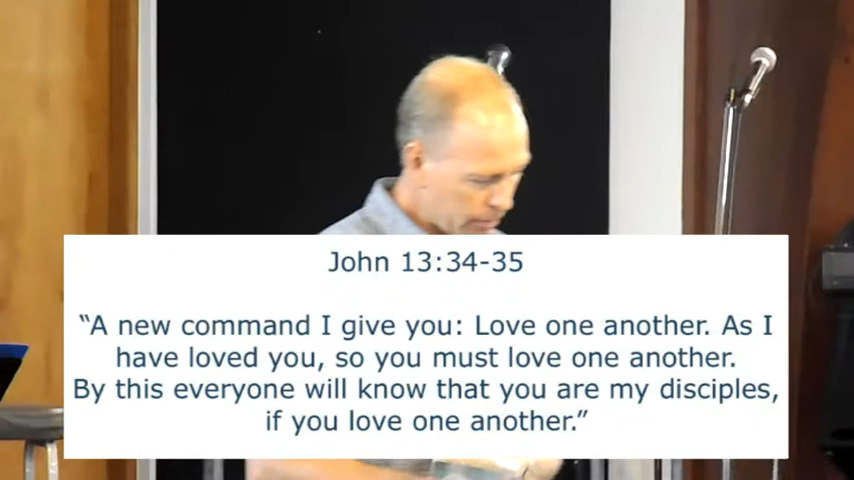 John 13:34-35
“A new command I give you: Love one another. As I
have loved you, so you must love one another.
By this everyone will know that you are my disciples,
if you love one another.”